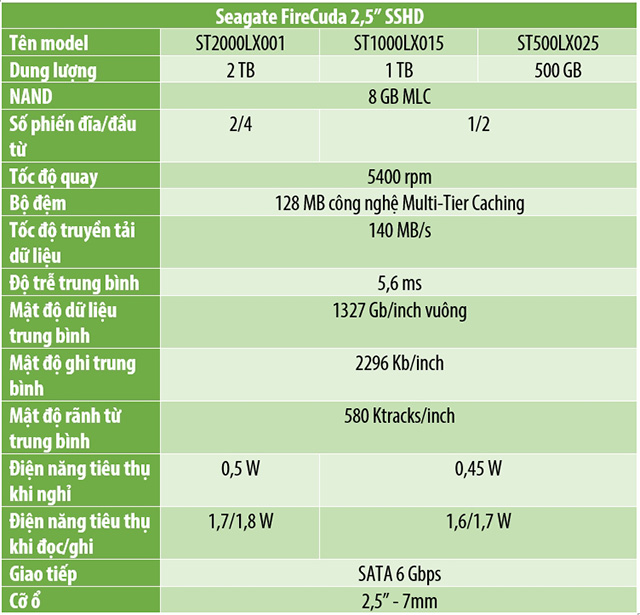 Seagate FireCuda 2,5” SSHD
Tên model ST2000LX001 ST1000LX015 ST500LX025
Dung lượng 2 TB 1 TB 500 GB
NAND 8 GB MLC
Số phiến đĩa/đầu 2/4 1/2
từ
Tốc độ quay 5400 rpm
Bộ đệm 128 MB công nghệ Multi-Tier Caching
Tốc độ truyền tải 140 MB/s
dữ liệu
Độ trễ trung bình 5,6 ms
Mật độ dữ liệu 1327 Gb/inch vuông
trung bình
Mật độ ghi trung 2296 Kb/inch
bình
Mật độ rãnh từ 580 Ktracks/inch
trung bình
Điện năng tiêu thụ 0,5 W 0,45 W
khi nghỉ
Điện năng tiêu thụ 1,7/1,8 W 1,6/1,7 W
khi đọc/ghi
Giao tiếp SATA 6 Gbps
Cỡ ổ 2,5” - 7mm